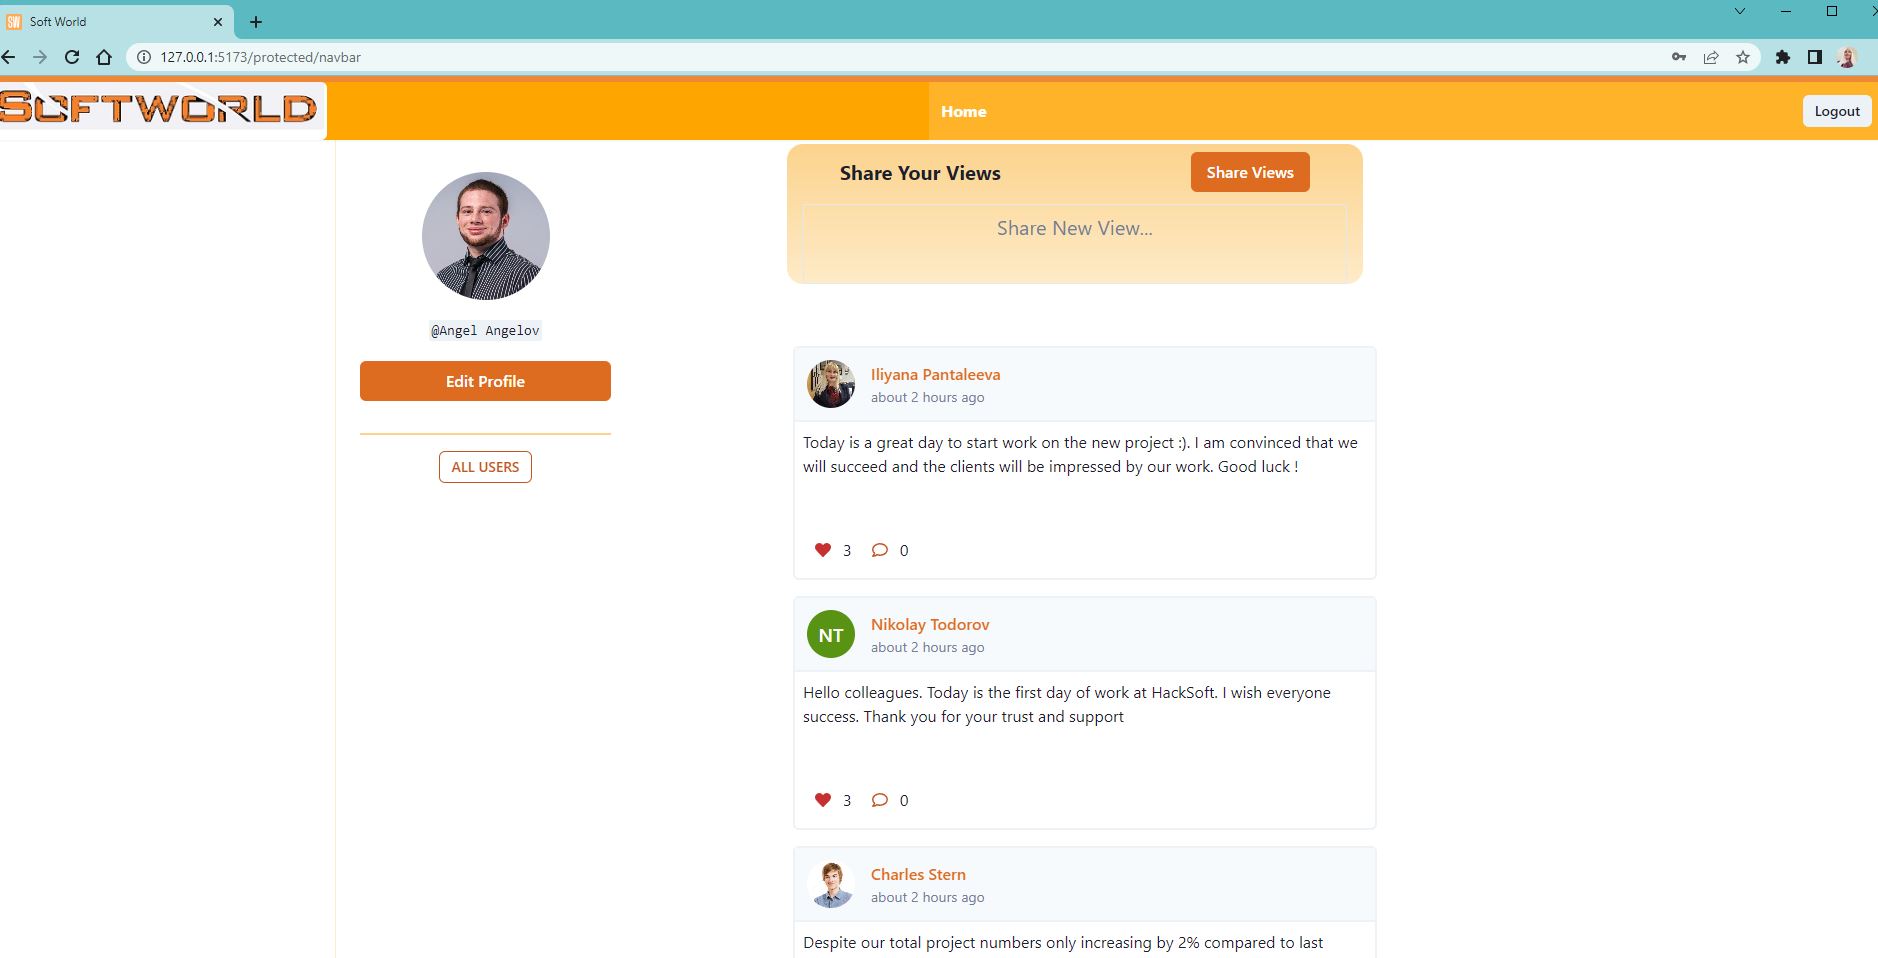 SW Soft World
127.0.0.1:5173/protected/navbar
SOFTWORLD
Home
Logout
@Angel Angelov
Edit Profile
ALL USERS
Share Your Views
Share Views
Share New View...
Iliyana Pantaleeva
about 2 hours ago
Today is a great day to start work on the new project :). I am convinced that we
will succeed and the clients will be impressed by our work. Good luck !
3 0
NT
Nikolay Todorov
about 2 hours ago
Hello colleagues. Today is the first day of work at HackSoft. I wish everyone
success. Thank you for your trust and support
3 0
Charles Stern
about 2 hours ago
Despite our total project numbers only increasing by 2% compared to last